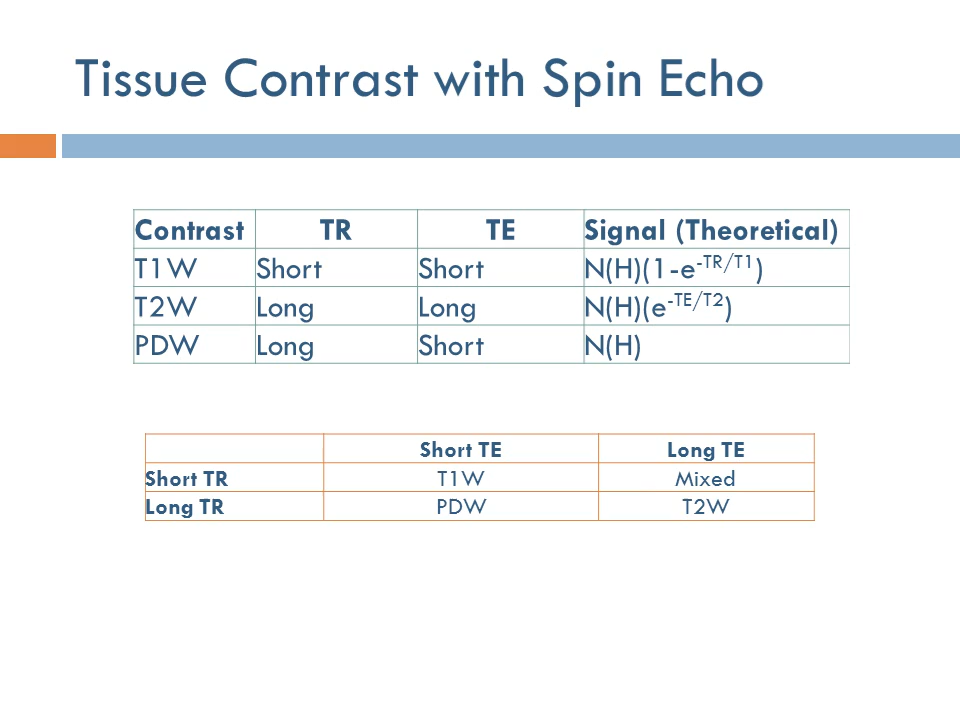 Tissue Contrast with Spin Echo
Contrast TR TE Signal (Theoretical)
T1W Short Short N(H)(1-e-TR/T1)
T2W Long Long N(H)(e-TE/T2)
PDW Long Short N(H)
Short TE Long TE
Short TR T1W Mixed
Long TR PDW T2W